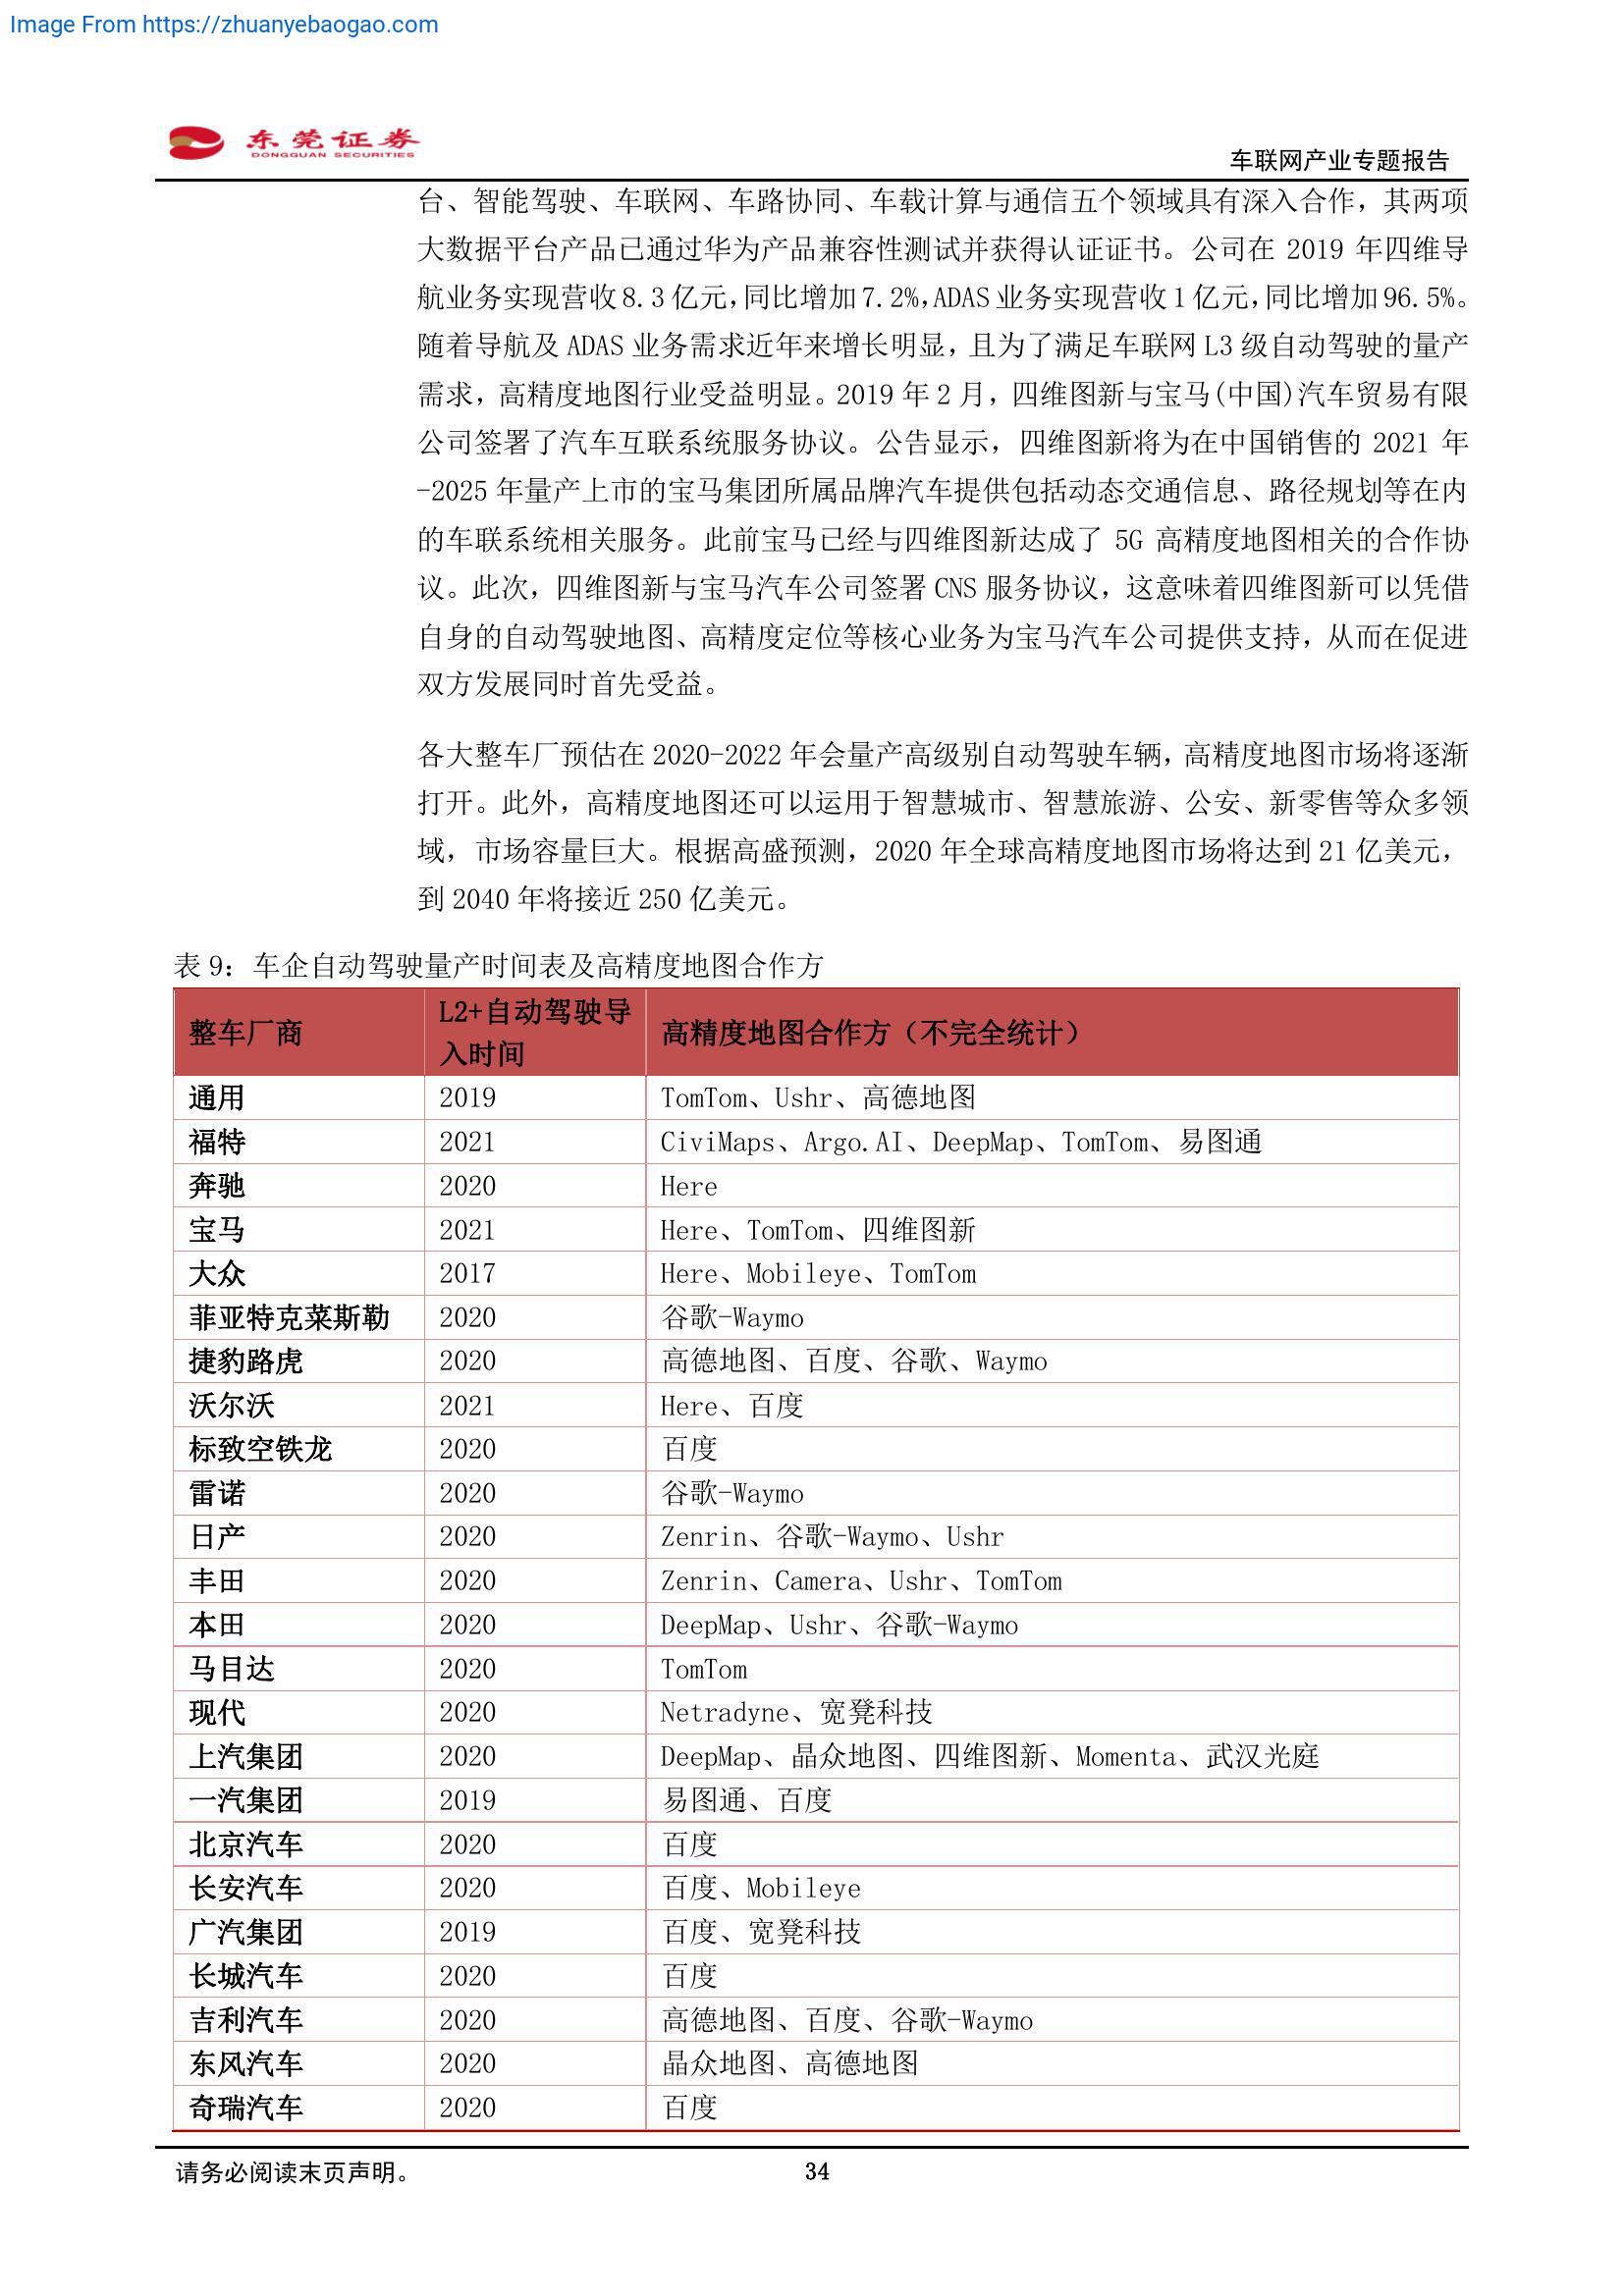 Image From https://zhuanyebaogao.com
东莞证券
DONGGUAN SECURITIES
车联网产业专题报告
台、智能驾驶、车联网、车路协同、车载计算与通信五个领域具有深入合作，其两项
大数据平台产品已通过华为产品兼容性测试并获得认证证书。公司在 2019 年四维导
航业务实现营收 8.3 亿元，同比增加 7.2%，ADAS 业务实现营收 1 亿元，同比增加 96.5%。
随着导航及 ADAS 业务需求近年来增长明显，且为了满足车联网 L3 级自动驾驶的量产
需求，高精度地图行业受益明显。2019 年 2 月，四维图新与宝马(中国)汽车贸易有限
公司签署了汽车互联系统服务协议。公告显示，四维图新将为在中国销售的 2021 年
-2025 年量产上市的宝马集团所属品牌汽车提供包括动态交通信息、路径规划等在内
的车联系统相关服务。此前宝马已经与四维图新达成了 5G 高精度地图相关的合作协
议。此次，四维图新与宝马汽车公司签署 CNS 服务协议，这意味着四维图新可以凭借
自身的自动驾驶地图、高精度定位等核心业务为宝马汽车公司提供支持，从而在促进
双方发展同时首先受益。
各大整车厂预估在 2020-2022 年会量产高级别自动驾驶车辆，高精度地图市场将逐渐
打开。此外，高精度地图还可以运用于智慧城市、智慧旅游、公安、新零售等众多领
域，市场容量巨大。根据高盛预测，2020 年全球高精度地图市场将达到 21 亿美元，
到 2040 年将接近 250 亿美元。
表 9：车企自动驾驶量产时间表及高精度地图合作方
整车厂商 L2+自动驾驶导入时间 高精度地图合作方（不完全统计）
通用 2019 TomTom、Ushr、高德地图
福特 2021 CiviMaps、Argo.AI、DeepMap、TomTom、易图通
奔驰 2020 Here
宝马 2021 Here、TomTom、四维图新
大众 2017 Here、Mobileye、TomTom
菲亚特克莱斯勒 2020 谷歌-Waymo
捷豹路虎 2020 高德地图、百度、谷歌、Waymo
沃尔沃 2021 Here、百度
标致空铁龙 2020 百度
雷诺 2020 谷歌-Waymo
日产 2020 Zenrin、谷歌-Waymo、Ushr
丰田 2020 Zenrin、Camera、Ushr、TomTom
本田 2020 DeepMap、Ushr、谷歌-Waymo
马目达 2020 TomTom
现代 2020 Netradyne、宽凳科技
上汽集团 2020 DeepMap、晶众地图、四维图新、Momenta、武汉光庭
一汽集团 2019 易图通、百度
北京汽车 2020 百度
长安汽车 2020 百度、Mobileye
广汽集团 2019 百度、宽凳科技
长城汽车 2020 百度
吉利汽车 2020 高德地图、百度、谷歌-Waymo
东风汽车 2020 晶众地图、高德地图
奇瑞汽车 2020 百度
请务必阅读末页声明。
34